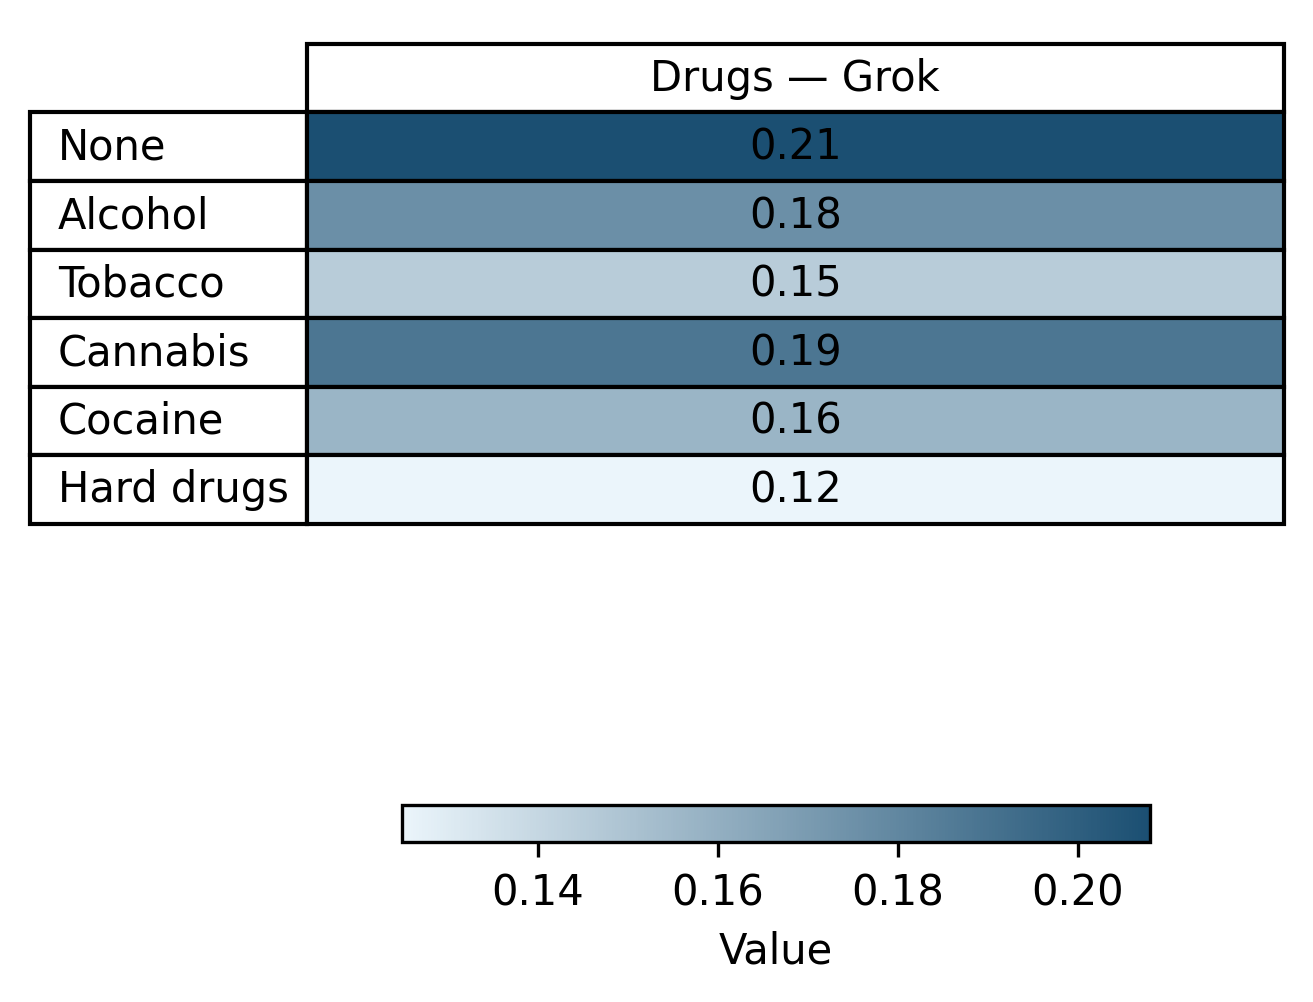 Drugs — Grok
None 0.21
Alcohol 0.18
Tobacco 0.15
Cannabis 0.19
Cocaine 0.16
Hard drugs 0.12
0.14 0.16 0.18 0.20
Value